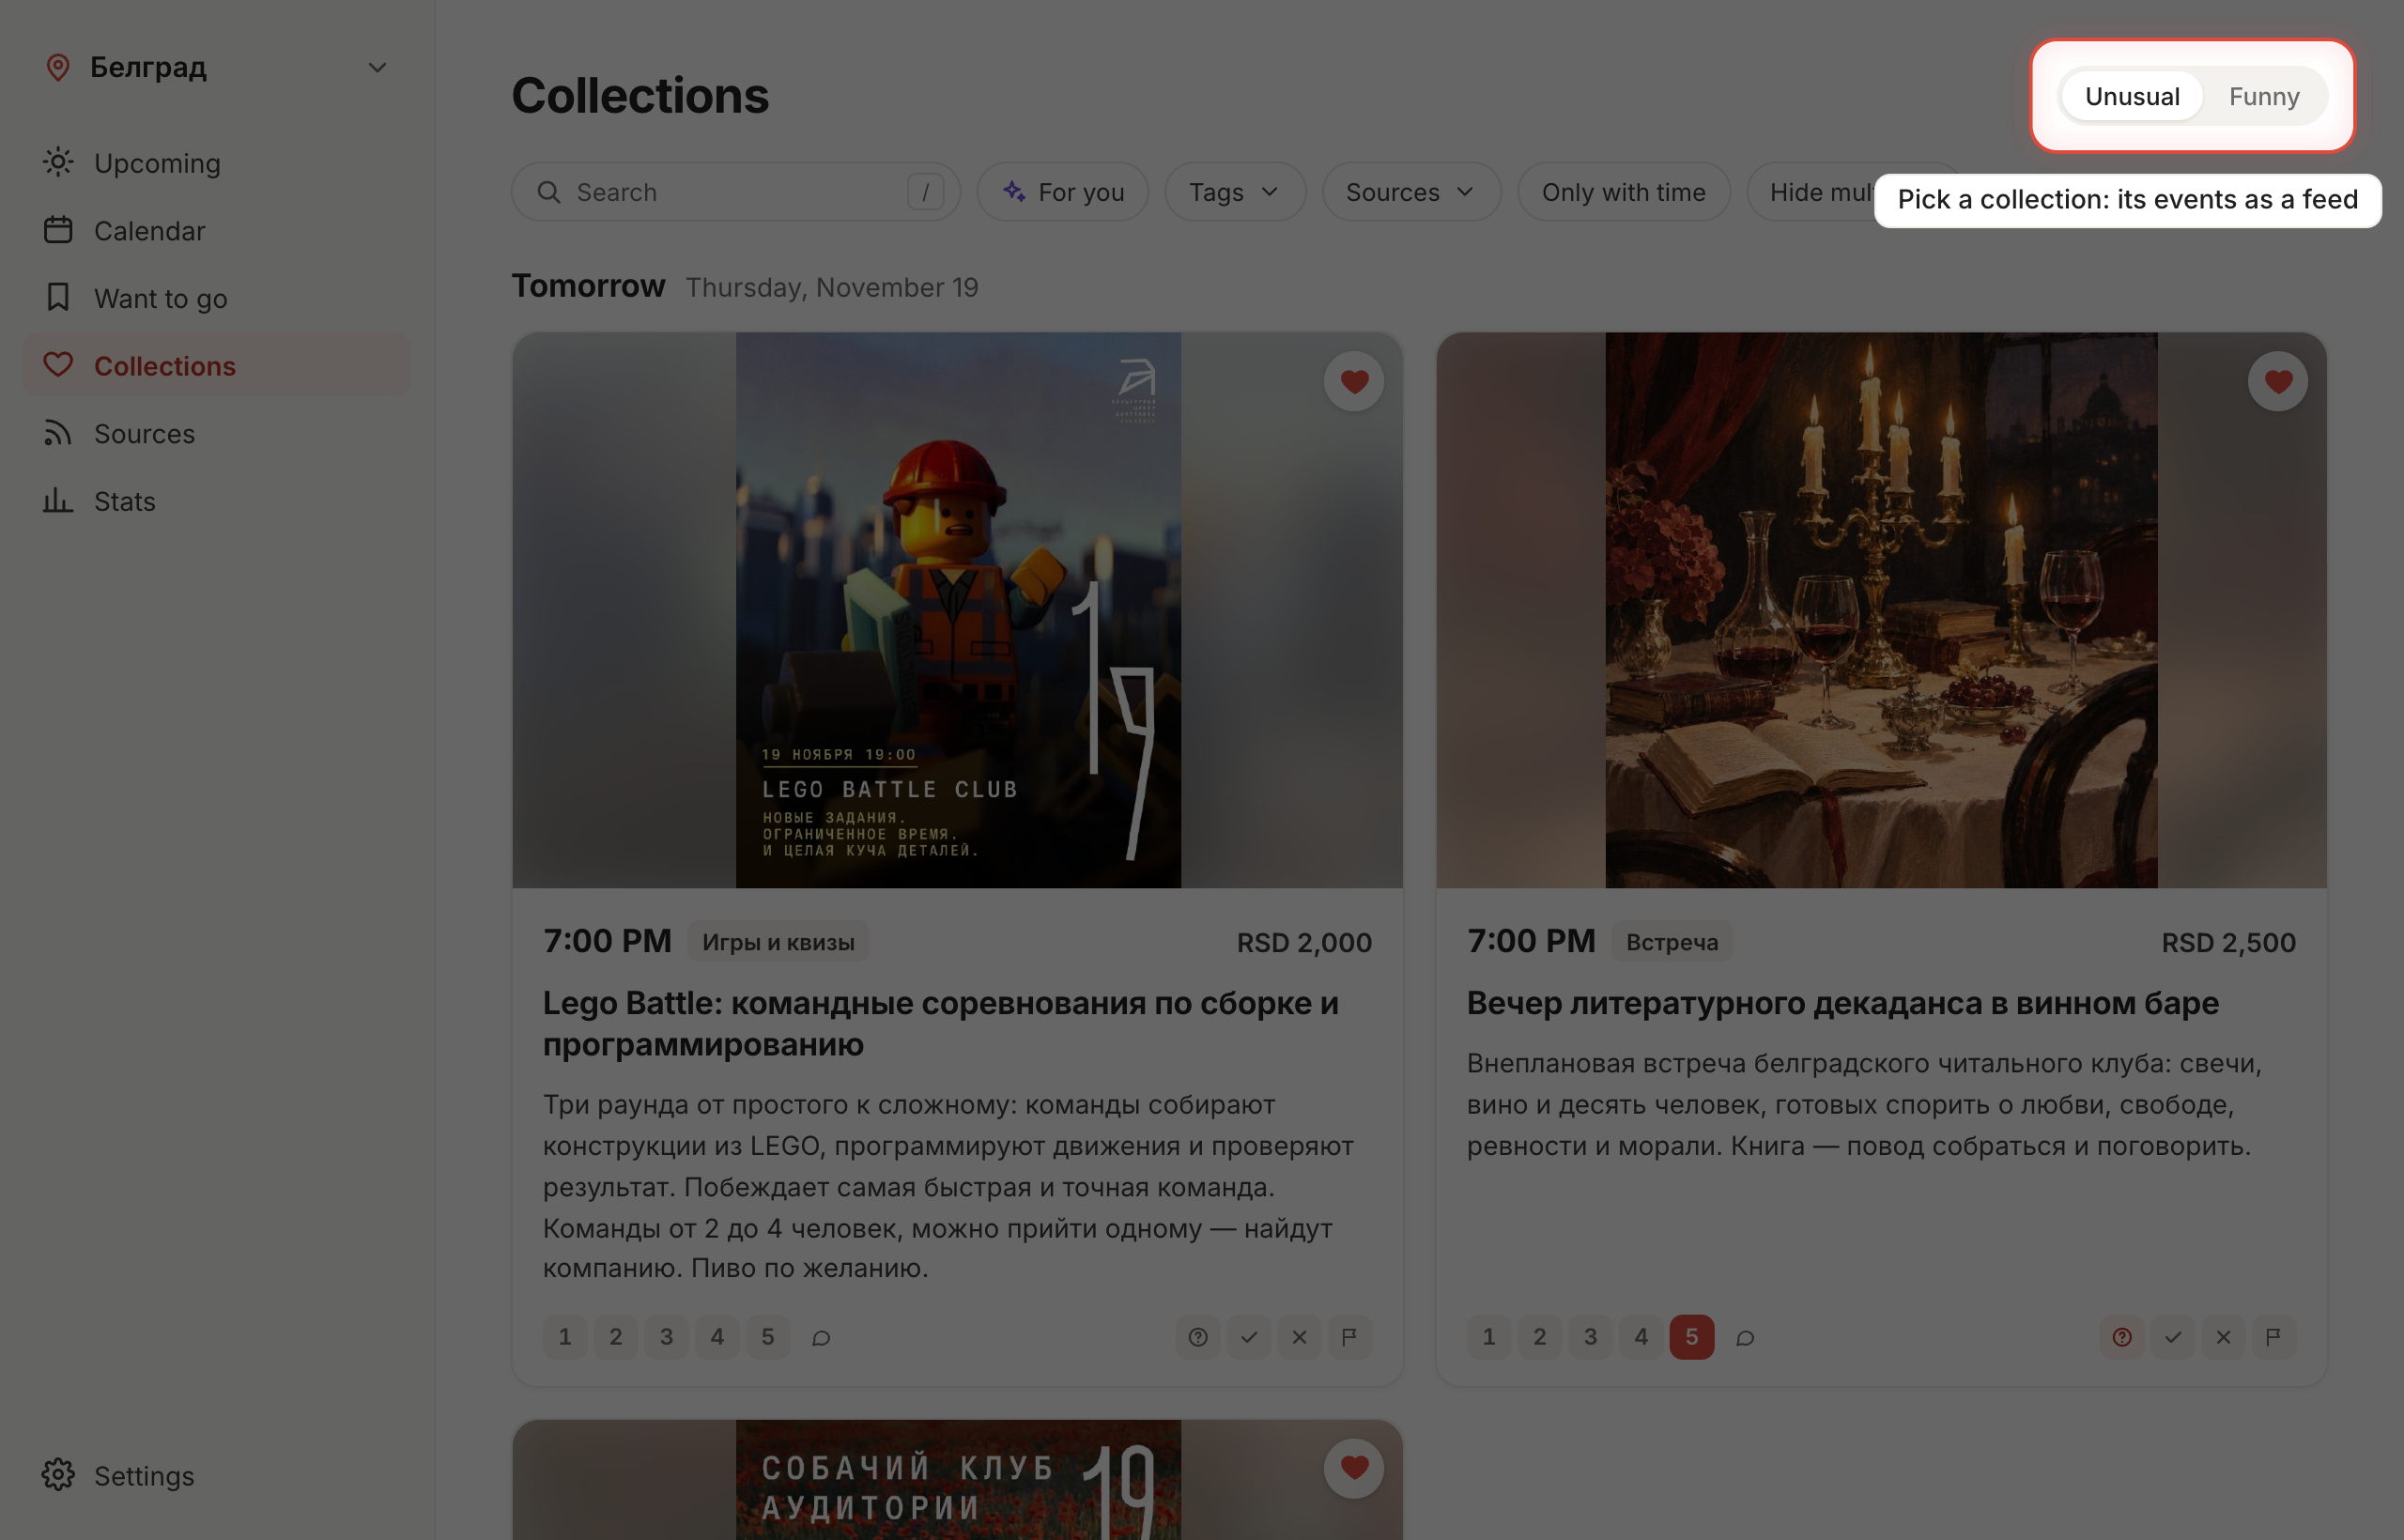 Белград
Upcoming
Calendar
Want to go
Collections
Sources
Stats
Settings
Collections
Unusual
Funny
Search
/
For you
Tags
Sources
Only with time
Hide mul
Pick a collection: its events as a feed
Tomorrow
Thursday, November 19
19
19 НОЯБРЯ 19:00
LEGO BATTLE CLUB
НОВЫЕ ЗАДАНИЯ.
ОГРАНИЧЕННОЕ ВРЕМЯ.
И ЦЕЛАЯ КУЧА ДЕТАЛЕЙ.
7:00 PM
Игры и квизы
RSD 2,000
Lego Battle: командные соревнования по сборке и
программированию
Три раунда от простого к сложному: команды собирают
конструкции из LEGO, программируют движения и проверяют
результат. Побеждает самая быстрая и точная команда.
Команды от 2 до 4 человек, можно прийти одному — найдут
компанию. Пиво по желанию.
1 2 3 4 5
7:00 PM
Встреча
RSD 2,500
Вечер литературного декаданса в винном баре
Внеплановая встреча белградского читального клуба: свечи,
вино и десять человек, готовых спорить о любви, свободе,
ревности и морали. Книга — повод собраться и поговорить.
1 2 3 4 5
СОБАЧИЙ КЛУБ
АУДИТОРИИ
19